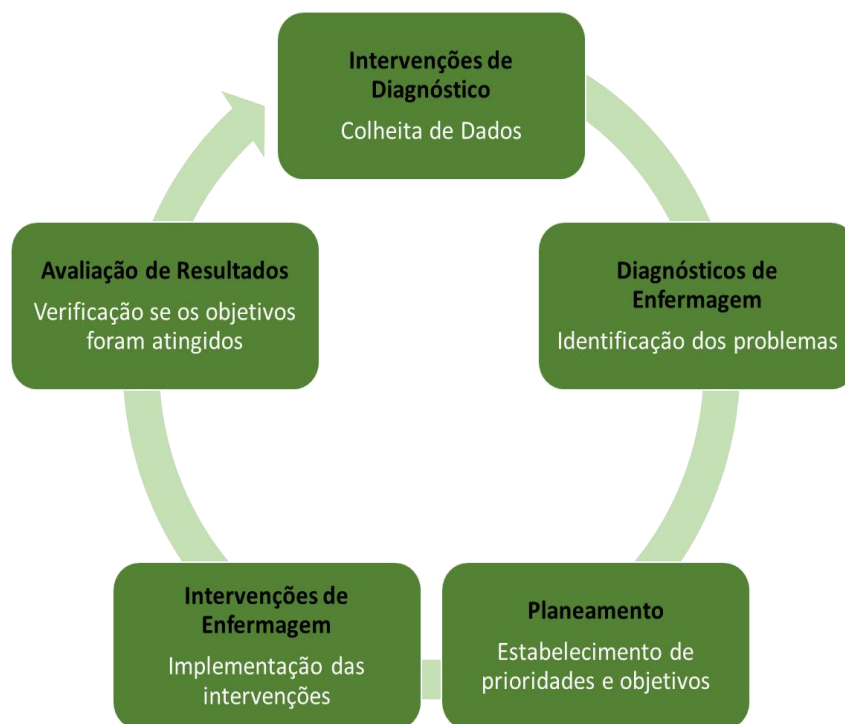 Intervenções de
Diagnóstico
Colheita de Dados
Diagnósticos de
Enfermagem
Identificação dos problemas
Planeamento
Estabelecimento de
prioridades e objetivos
Intervenções de
Enfermagem
Implementação das
intervenções
Avaliação de Resultados
Verificação se os objetivos
foram atingidos